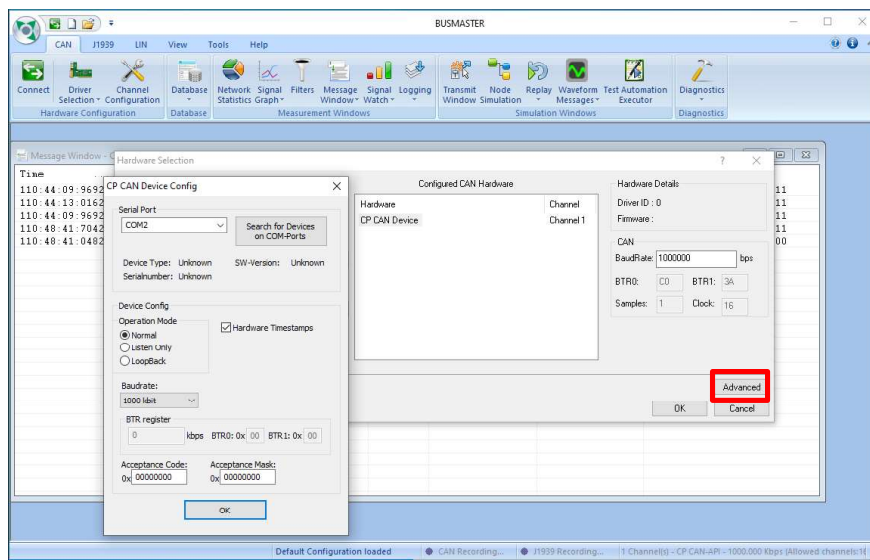 BUSMASTER
CAN J1939 LIN View Tools Help
Connect Driver Selection Channel Configuration Database Network Statistics Signal Graph Filters Message Window Signal Watch Logging Transmit Window Node Simulation Replay Waveform Messages Test Automation Executor Diagnostics
Hardware Configuration Database Measurement Windows Simulation Windows Diagnostics
Message Window - C
Hardware Selection
Time
110:44:09:9692
110:44:13:0162
110:44:09:9692
110:48:41:7042
110:48:41:0482
11
11
11
11
00
CP CAN Device Config
Serial Port
COM2
Search for Devices
on COM-Ports
Device Type: Unknown SW-Version: Unknown
Serialnumber: Unknown
Device Config
Operation Mode
Normal
Listen Only
LoopBack
Hardware Timestamps
Baudrate:
1000 kbit
BTR register
0 kbps BTR0: 0x 00 BTR1: 0x 00
Acceptance Code: Acceptance Mask:
0x 00000000 0x 00000000
OK
Configured CAN Hardware
Hardware Channel
CP CAN Device Channel 1
Hardware Details
Driver ID : 0
Firmware :
CAN
BaudRate: 1000000 bps
BTR0: C0 BTR1: 3A
Samples: 1 Clock: 16
Advanced
OK Cancel
Default Configuration loaded CAN Recording... J1939 Recording... 1 Channel(s) - CP CAN-API - 1000.000 Kbps (Allowed channels: